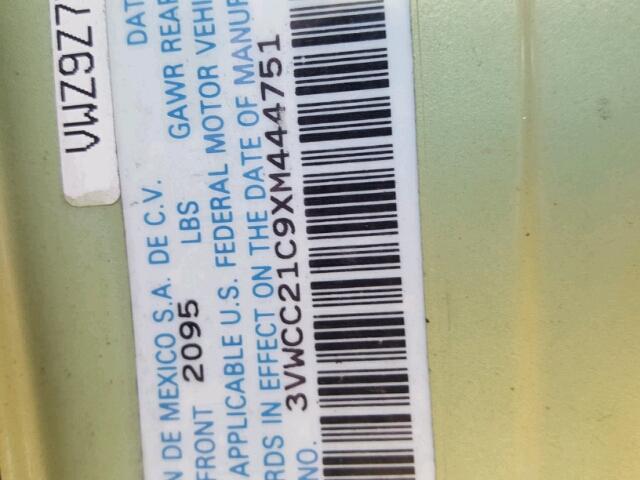 VWZ9Z7
DAT
N DE MEXICO S.A. DE C.V.
FRONT 2095 LBS GAWR REAR
APPLICABLE U.S. FEDERAL MOTOR VEHI
RDS IN EFFECT ON THE DATE OF MANUF
NO. 3VWCC21C9XM444751